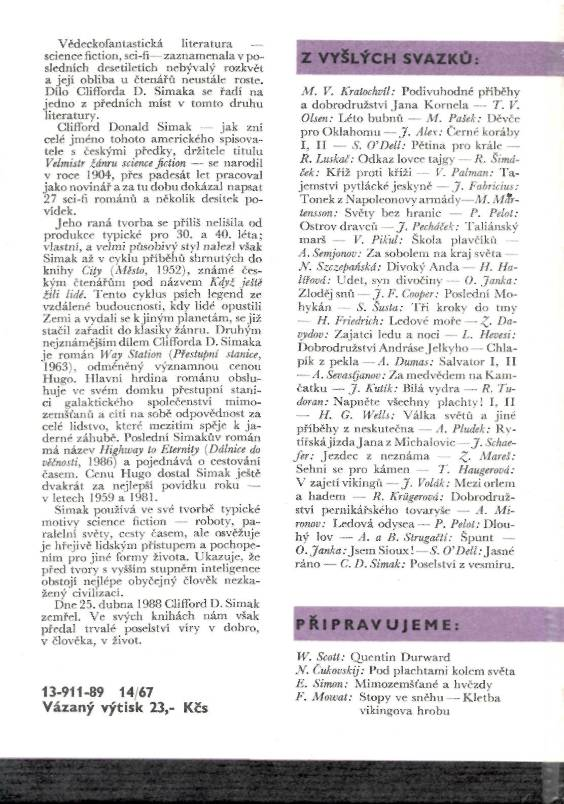 Vědeckofantastická literatura —
science fiction, sci-fi — zaznamenala v po-
sledních desetiletích nebývalý rozkvět
a její obliba u čtenářů neustále roste.
Dílo Clifforda D. Simaka se řadí na
jedno z předních míst v tomto druhu
literatury.
Clifford Donald Simak — jak zní
celé jméno tohoto amerického spisova-
tele s českými předky, držitele titulu
Velmistr žánru science fiction — se narodil
v roce 1904, přes padesát let pracoval
jako novinář a za tu dobu dokázal napsat
27 sci-fi románů a několik desítek po-
vídek.
Jeho raná tvorba se příliš nelišila od
produkce typické pro 30. a 40. léta;
vlastní, a velmi působivý styl nalezl však
Simak až v cyklu příběhů shrnutých do
knihy City (Město, 1952), známé čes-
kým čtenářům pod názvem Když ještě
žili lidé. Tento cyklus psích legend ze
vzdálené budoucnosti, kdy lidé opustili
Zemi a vydali se k jiným planetám, se již
stačil zařadit do klasiky žánru. Druhým
nejznámějším dílem Clifforda D. Simaka
je román Way Station (Přestupní stanice,
1963), odměněný významnou cenou
Hugo. Hlavní hrdina románu obslu-
huje ve svém domku přestupní stani-
ci galaktického společenství mimo-
zemšťanů a cítí na sobě odpovědnost za
celé lidstvo, které mezitím spěje k ja-
derné záhubě. Poslední Simakův román
má název Highway to Eternity (Dálnice do
věčnosti, 1986) a pojednává o cestování
časem. Cenu Hugo dostal Simak ještě
dvakrát za nejlepší povídku roku —
v letech 1959 a 1981.
Simak používá ve své tvorbě typické
motivy science fiction — roboty, pa-
ralelní světy, cesty časem, ale osvěžuje
je hřejivě lidským přístupem a pochope-
ním pro jiné formy života. Ukazuje, že
před tvory s vyšším stupněm inteligence
obstojí nejlépe obyčejný člověk nezka-
žený civilizací.
Dne 25. dubna 1988 Clifford D. Simak
zemřel. Ve svých knihách nám však
předal trvalé poselství víry v dobro,
v člověka, v život.
13-911-89 14/67
Vázaný výtisk 23,- Kčs
Z VYŠLÝCH SVAZKŮ:
M. V. Kratochvíl: Podivuhodné příběhy
a dobrodružství Jana Kornela — T. V.
Olsen: Léto bubnů — M. Pašek: Děvče
pro Oklahomu — J. Alex: Černé koráby
I, II — S. O'Dell: Pětina pro krále —
R. Luskač: Odkaz lovce tajgy — R. Šimá-
ček: Kříž proti kříži — V. Palman: Ta-
jemství pytlácké jeskyně — J. Fabricius:
Tonek z Napoleonovy armády — M. Mår-
tensson: Světy bez hranic — P. Pelot:
Ostrov dravců — J. Pecháček: Taliánský
marš — V. Pikul: Škola plavčíků —
A. Semjonov: Za sobolem na kraj světa —
N. Szczepańská: Divoký Anda — H. Ha-
lířová: Udet, syn divočiny — O. Janka:
Zloděj snů — J. F. Cooper: Poslední Mo-
hykán — S. Šusta: Tři kroky do tmy
— H. Friedrich: Ledové moře — Z. Da-
vydov: Zajatci ledu a noci — L. Hevesi:
Dobrodružství Andráse Jelkyho — Chla-
pík z pekla — A. Dumas: Salvator I, II
— A. Sevasťjanov: Za medvědem na Kam-
čatku — J. Kutík: Bílá vydra — R. Tu-
doran: Napněte všechny plachty! I, II
— H. G. Wells: Válka světů a jiné
příběhy z neskutečna — A. Pludek: Ry-
tířská jízda Jana z Michalovic — J. Schae-
fer: Jezdec z neznáma — Z. Mareš:
Sehni se pro kámen — T. Haugerová:
V zajetí vikingů — J. Volák: Mezi orlem
a hadem — R. Krügerová: Dobrodruž-
ství perníkářského tovaryše — A. Mi-
ronov: Ledová odysea — P. Pelot: Dlou-
hý lov — A. a B. Strugačtí: Špunt —
O. Janka: Jsem Sioux! — S. O'Dell: Jasné
ráno — C. D. Simak: Poselství z vesmíru.
PŘIPRAVUJEME:
W. Scott: Quentin Durward
N. Čukovskij: Pod plachtami kolem světa
E. Simon: Mimozemšťané a hvězdy
F. Mowat: Stopy ve sněhu — Kletba
vikingova hrobu